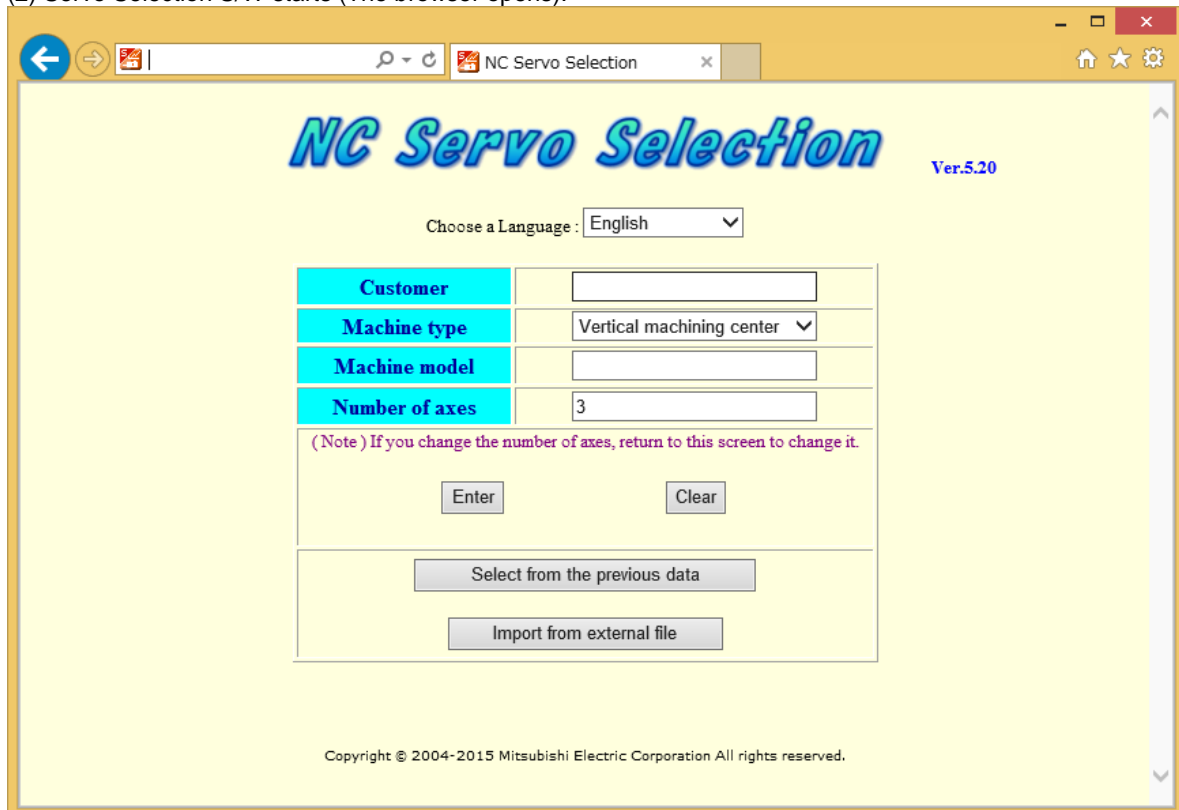 (2) Servo Selection S/W starts (The browser opens).
NC Servo Selection
NC Servo Selection
Ver.5.20
Choose a Language : English
Customer
Machine type Vertical machining center
Machine model
Number of axes 3
( Note ) If you change the number of axes, return to this screen to change it.
Enter Clear
Select from the previous data
Import from external file
Copyright © 2004-2015 Mitsubishi Electric Corporation All rights reserved.